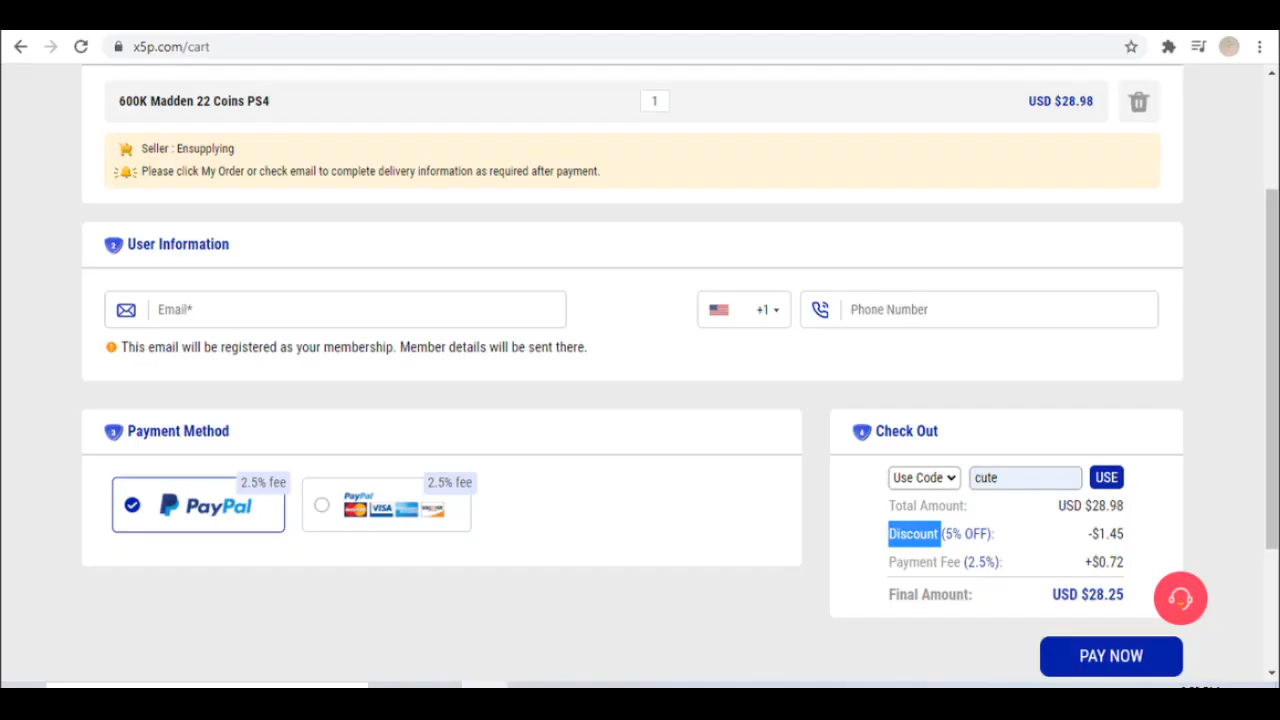 x5p.com/cart
600K Madden 22 Coins PS4 1 USD $28.98
Seller : Ensupplying
Please click My Order or check email to complete delivery information as required after payment.
2 User Information
Email* +1 Phone Number
This email will be registered as your membership. Member details will be sent there.
3 Payment Method
2.5% fee 2.5% fee
PayPal PayPal
VISA
4 Check Out
Use Code cute USE
Total Amount: USD $28.98
Discount (5% OFF): -$1.45
Payment Fee (2.5%): +$0.72
Final Amount: USD $28.25
PAY NOW